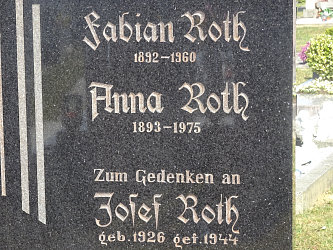 Fabian Roth
1892-1960
Anna Roth
1893-1975
Zum Gedenken an
Josef Roth
geb.1926 gef.1944